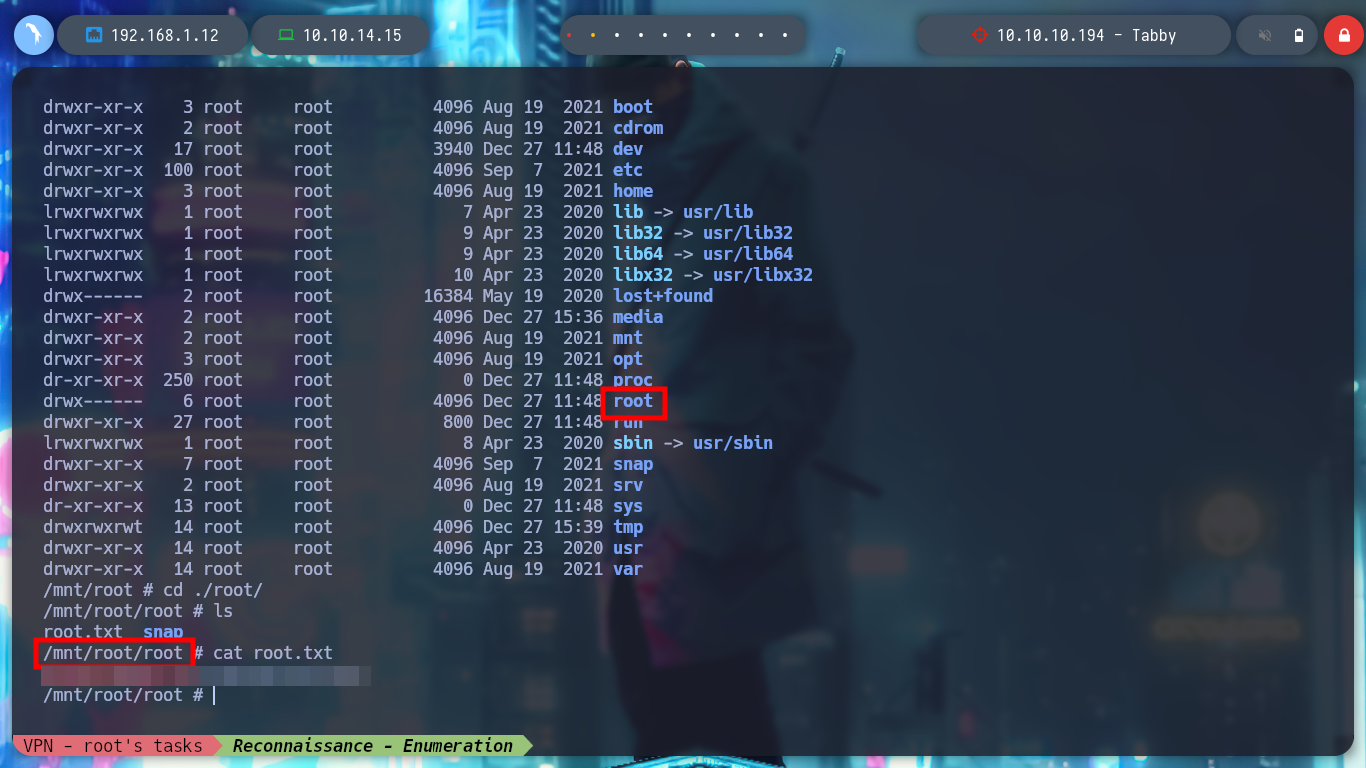 192.168.1.12 10.10.14.15 10.10.10.194 - Tabby
drwxr-xr-x 3 root root 4096 Aug 19 2021 boot
drwxr-xr-x 2 root root 4096 Aug 19 2021 cdrom
drwxr-xr-x 17 root root 3940 Dec 27 11:48 dev
drwxr-xr-x 100 root root 4096 Sep 7 2021 etc
drwxr-xr-x 3 root root 4096 Aug 19 2021 home
lrwxrwxrwx 1 root root 7 Apr 23 2020 lib -> usr/lib
lrwxrwxrwx 1 root root 9 Apr 23 2020 lib32 -> usr/lib32
lrwxrwxrwx 1 root root 9 Apr 23 2020 lib64 -> usr/lib64
lrwxrwxrwx 1 root root 10 Apr 23 2020 libx32 -> usr/libx32
drwx------ 2 root root 16384 May 19 2020 lost+found
drwxr-xr-x 2 root root 4096 Dec 27 15:36 media
drwxr-xr-x 2 root root 4096 Aug 19 2021 mnt
drwxr-xr-x 3 root root 4096 Aug 19 2021 opt
dr-xr-xr-x 250 root root 0 Dec 27 11:48 proc
drwx------ 6 root root 4096 Dec 27 11:48 root
drwxr-xr-x 27 root root 800 Dec 27 11:48 run
lrwxrwxrwx 1 root root 8 Apr 23 2020 sbin -> usr/sbin
drwxr-xr-x 7 root root 4096 Sep 7 2021 snap
drwxr-xr-x 2 root root 4096 Aug 19 2021 srv
dr-xr-xr-x 13 root root 0 Dec 27 11:48 sys
drwxrwxrwt 14 root root 4096 Dec 27 15:39 tmp
drwxr-xr-x 14 root root 4096 Apr 23 2020 usr
drwxr-xr-x 14 root root 4096 Aug 19 2021 var
/mnt/root # cd ./root/
/mnt/root/root # ls
root.txt snap
/mnt/root/root # cat root.txt
/mnt/root/root #
VPN - root's tasks Reconnaissance - Enumeration